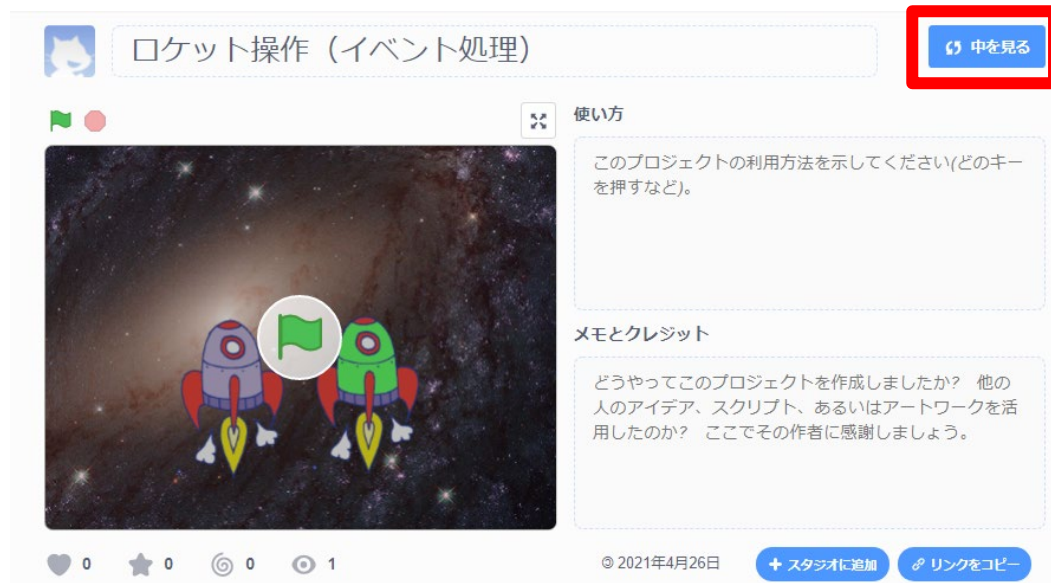 ロケット操作（イベント処理）
中を見る
使い方
このプロジェクトの利用方法を示してください(どのキー
を押すなど)。
メモとクレジット
どうやってこのプロジェクトを作成しましたか?　他の
人のアイデア、スクリプト、あるいはアートワークを活
用したのか?　ここでその作者に感謝しましょう。
0 0 0 1
© 2021年4月26日
+ スタジオに追加
リンクをコピー